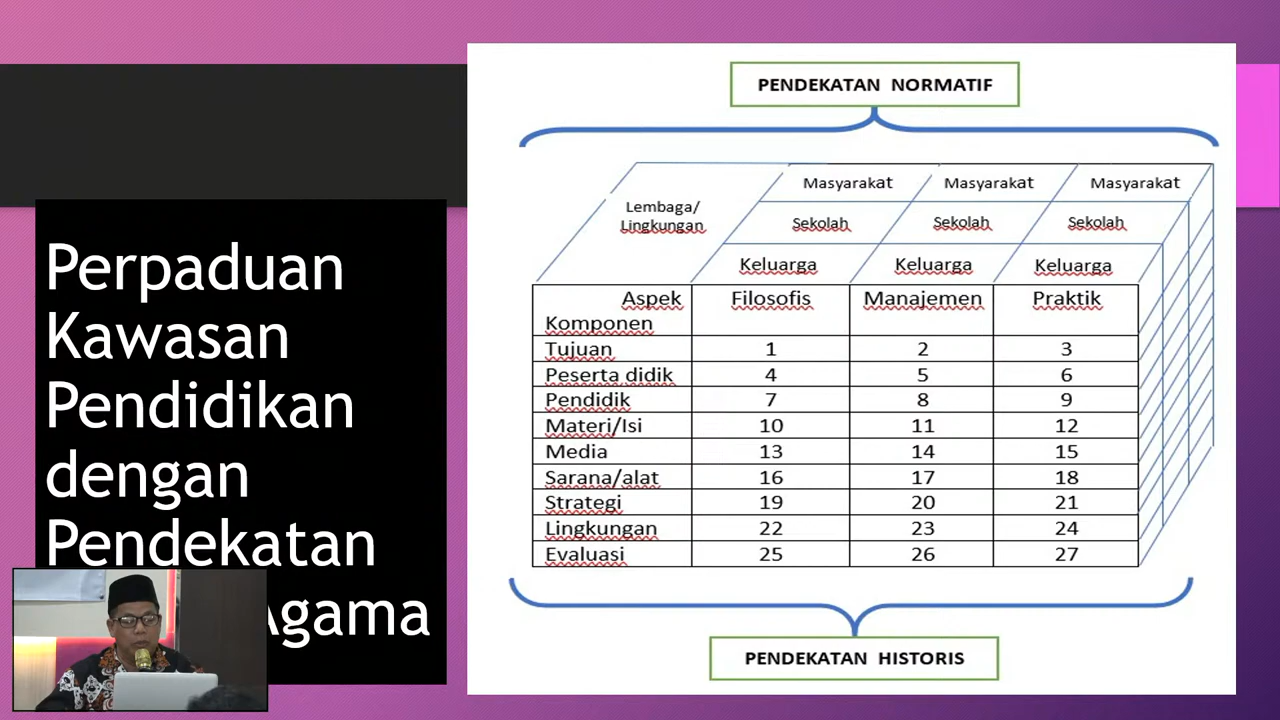 Perpaduan
Kawasan
Pendidikan
dengan
Pendekatan
Agama
PENDEKATAN NORMATIF
Masyarakat Masyarakat Masyarakat
Lembaga/
Lingkungan
Sekolah Sekolah Sekolah
Keluarga Keluarga Keluarga
Aspek Filosofis Manajemen Praktik
Komponen
Tujuan 1 2 3
Peserta didik 4 5 6
Pendidik 7 8 9
Materi/Isi 10 11 12
Media 13 14 15
Sarana/alat 16 17 18
Strategi 19 20 21
Lingkungan 22 23 24
Evaluasi 25 26 27
PENDEKATAN HISTORIS